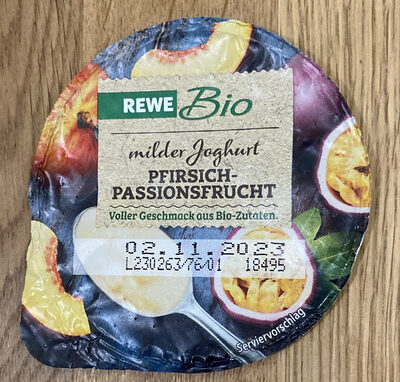 REWE Bio
milder Joghurt
PFIRSICH-
PASSIONSFRUCHT
Voller Geschmack aus Bio-Zutaten.
02.11.2023
L230263/76/01 18495
Serviervorschlag